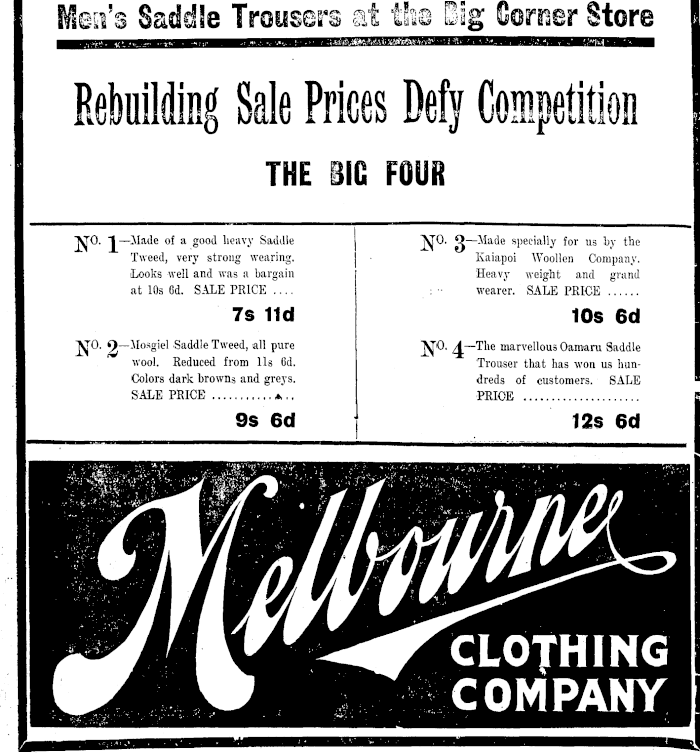 Men's Saddle Trousers at the Big Corner Store
Rebuilding Sale Prices Defy Competition
THE BIG FOUR
No. 1—Made of a good heavy Saddle
Tweed, very strong wearing.
Looks well and was a bargain
at 10s 6d. SALE PRICE ....
7s 11d
No. 2—Mosgiel Saddle Tweed, all pure
wool. Reduced from 11s 6d.
Colors dark browns and greys.
SALE PRICE ............
9s 6d
No. 3—Made specially for us by the
Kaiapoi Woollen Company.
Heavy weight and grand
wearer. SALE PRICE ......
10s 6d
No. 4—The marvellous Oamaru Saddle
Trouser that has won us hun-
dreds of customers. SALE
PRICE .....................
12s 6d
Melbourne
CLOTHING
COMPANY